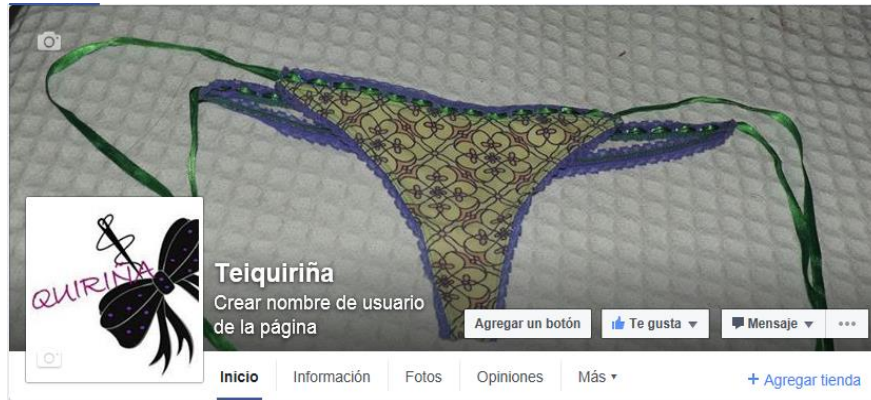 QUIRIÑA
Teiquiriña
Crear nombre de usuario
de la página
Agregar un botón
Te gusta
Mensaje
Inicio
Información
Fotos
Opiniones
Más
+ Agregar tienda